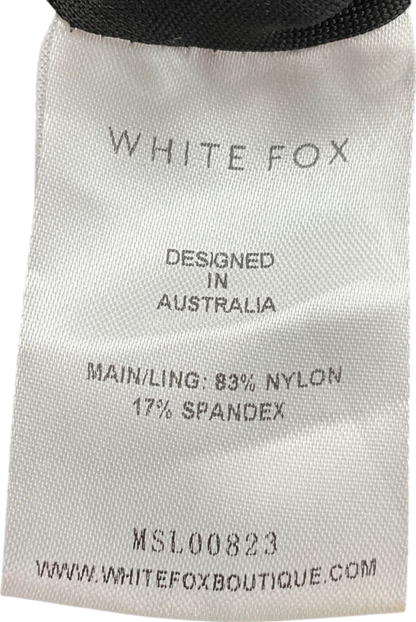 WHITE FOX
DESIGNED
IN
AUSTRALIA
MAIN/LING: 83% NYLON
17% SPANDEX
MSL00823
WWW.WHITEFOXBOUTIQUE.COM